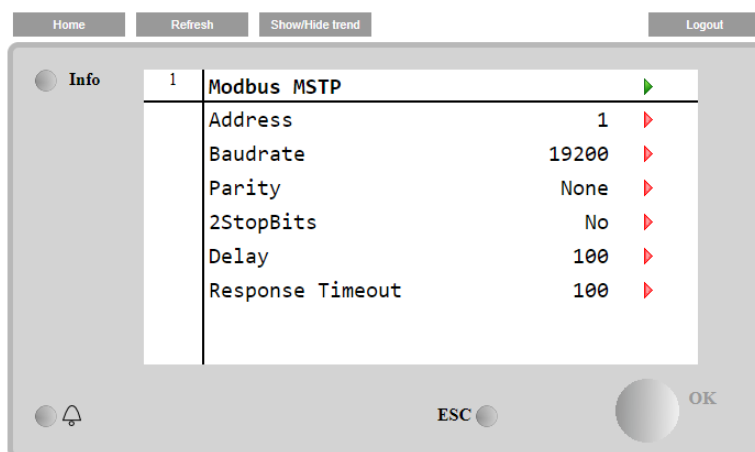 Home Refresh Show/Hide trend Logout
Info
1 Modbus MSTP
Address 1
Baudrate 19200
Parity None
2StopBits No
Delay 100
Response Timeout 100
ESC OK